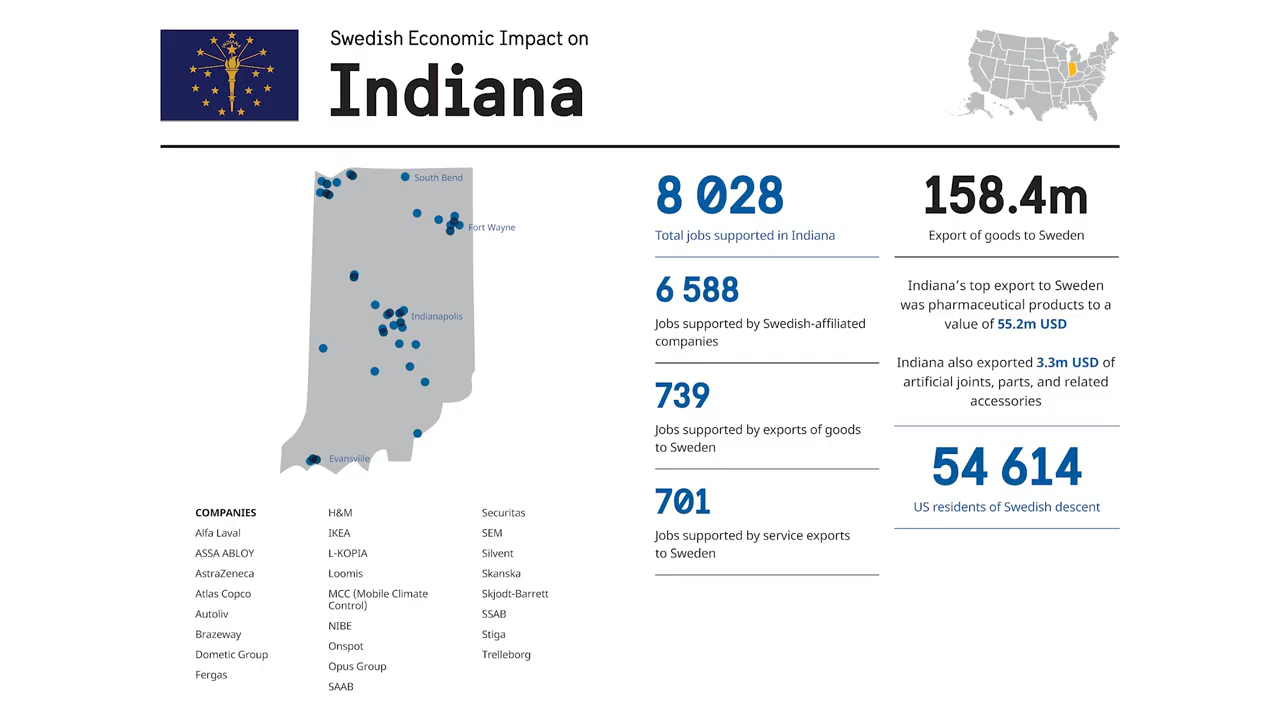 Swedish Economic Impact on
Indiana
South Bend
Fort Wayne
Indianapolis
Evansville
COMPANIES
Alfa Laval
ASSA ABLOY
AstraZeneca
Atlas Copco
Autoliv
Brazeway
Dometic Group
Fergas
H&M
IKEA
L-KOPIA
Loomis
MCC (Mobile Climate
Control)
NIBE
Onspot
Opus Group
SAAB
Securitas
SEM
Silvent
Skanska
Skjodt-Barrett
SSAB
Stiga
Trelleborg
8 028
Total jobs supported in Indiana
6 588
Jobs supported by Swedish-affiliated
companies
739
Jobs supported by exports of goods
to Sweden
701
Jobs supported by service exports
to Sweden
158.4m
Export of goods to Sweden
Indiana’s top export to Sweden
was pharmaceutical products to a
value of 55.2m USD
Indiana also exported 3.3m USD of
artificial joints, parts, and related
accessories
54 614
US residents of Swedish descent